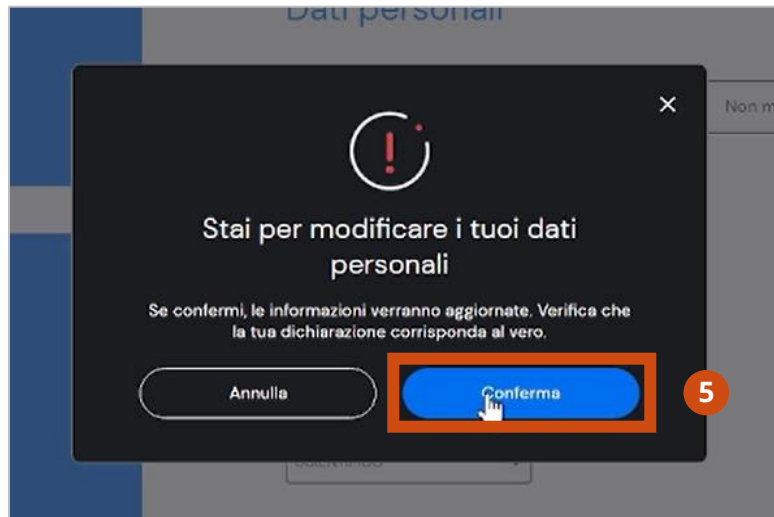 Dati personali
Non m
Stai per modificare i tuoi dati
personali
Se confermi, le informazioni verranno aggiornate. Verifica che
la tua dichiarazione corrisponda al vero.
Annulla
Conferma
5